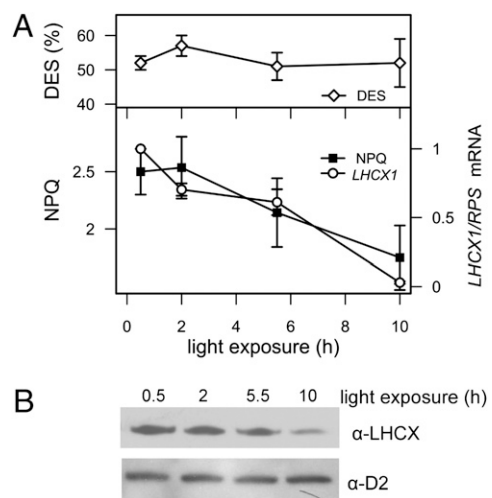 A
DES (%)
60
50
40
DES
NPQ
2.5
2
NPQ
LHCX1
LHCX1/RPS mRNA
1
0.5
0
0 2 4 6 8 10
light exposure (h)
B
0.5 2 5.5 10 light exposure (h)
α-LHCX
α-D2